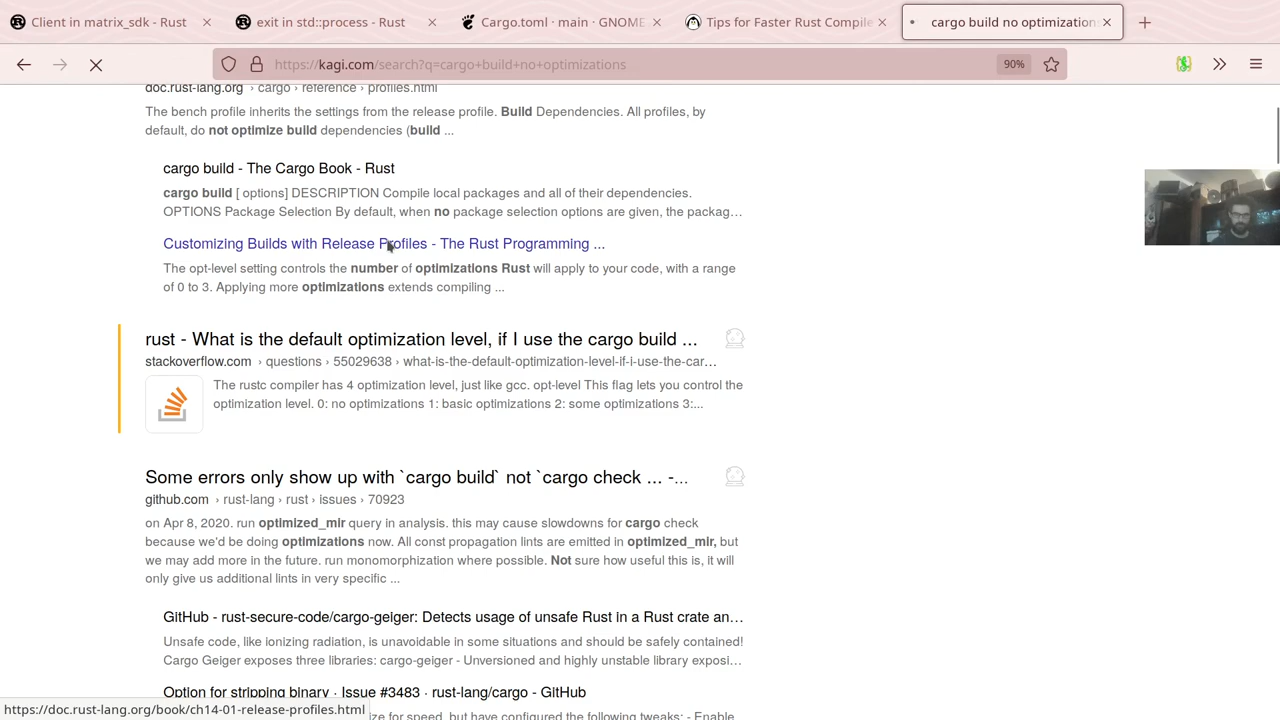 Client in matrix_sdk - Rust
exit in std::process - Rust
Cargo.toml · main · GNOME
Tips for Faster Rust Compile
cargo build no optimizations
https://kagi.com/search?q=cargo+build+no+optimizations
90%
doc.rust-lang.org › cargo › reference › profiles.html
The bench profile inherits the settings from the release profile. Build Dependencies. All profiles, by
default, do not optimize build dependencies (build ...
cargo build - The Cargo Book - Rust
cargo build [ options] DESCRIPTION Compile local packages and all of their dependencies.
OPTIONS Package Selection By default, when no package selection options are given, the packag…
Customizing Builds with Release Profiles - The Rust Programming ...
The opt-level setting controls the number of optimizations Rust will apply to your code, with a range
of 0 to 3. Applying more optimizations extends compiling ...
rust - What is the default optimization level, if I use the cargo build ...
stackoverflow.com › questions › 55029638 › what-is-the-default-optimization-level-if-i-use-the-car…
The rustc compiler has 4 optimization level, just like gcc. opt-level This flag lets you control the
optimization level. 0: no optimizations 1: basic optimizations 2: some optimizations 3:...
Some errors only show up with `cargo build` not `cargo check ... -...
github.com › rust-lang › rust › issues › 70923
on Apr 8, 2020. run optimized_mir query in analysis. this may cause slowdowns for cargo check
because we'd be doing optimizations now. All const propagation lints are emitted in optimized_mir, but
we may add more in the future. run monomorphization where possible. Not sure how useful this is, it will
only give us additional lints in very specific ...
GitHub - rust-secure-code/cargo-geiger: Detects usage of unsafe Rust in a Rust crate an…
Unsafe code, like ionizing radiation, is unavoidable in some situations and should be safely contained!
Cargo Geiger exposes three libraries: cargo-geiger - Unversioned and highly unstable library exposi…
Option for stripping binary · Issue #3483 · rust-lang/cargo - GitHub
ize for speed, but have configured the following tweaks: - Enable
https://doc.rust-lang.org/book/ch14-01-release-profiles.html